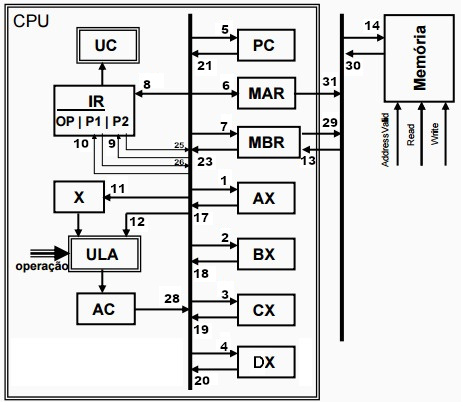 CPU
UC
IR
OP | P1 | P2
X
ULA
operação
AC
PC
MAR
MBR
AX
BX
CX
DX
Memória
AddressValid
Read
Write
5
21
8
6
31
7
23
29
13
10
9
25
26
11
12
1
17
2
18
28
3
19
4
20
14
30